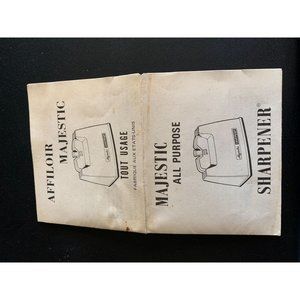 AFFILOIR
MAJESTIC
TOUT USAGE
FABRIQUE AUX ETATS-UNIS
MAJESTIC
ALL PURPOSE
SHARPENER®